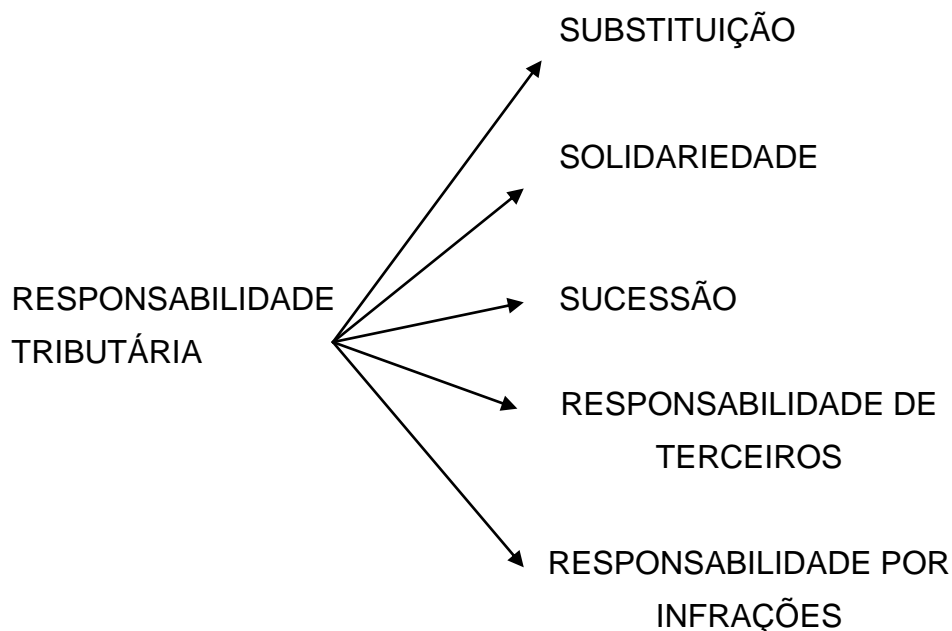 SUBSTITUIÇÃO
SOLIDARIEDADE
RESPONSABILIDADE
TRIBUTÁRIA
SUCESSÃO
RESPONSABILIDADE DE
TERCEIROS
RESPONSABILIDADE POR
INFRAÇÕES